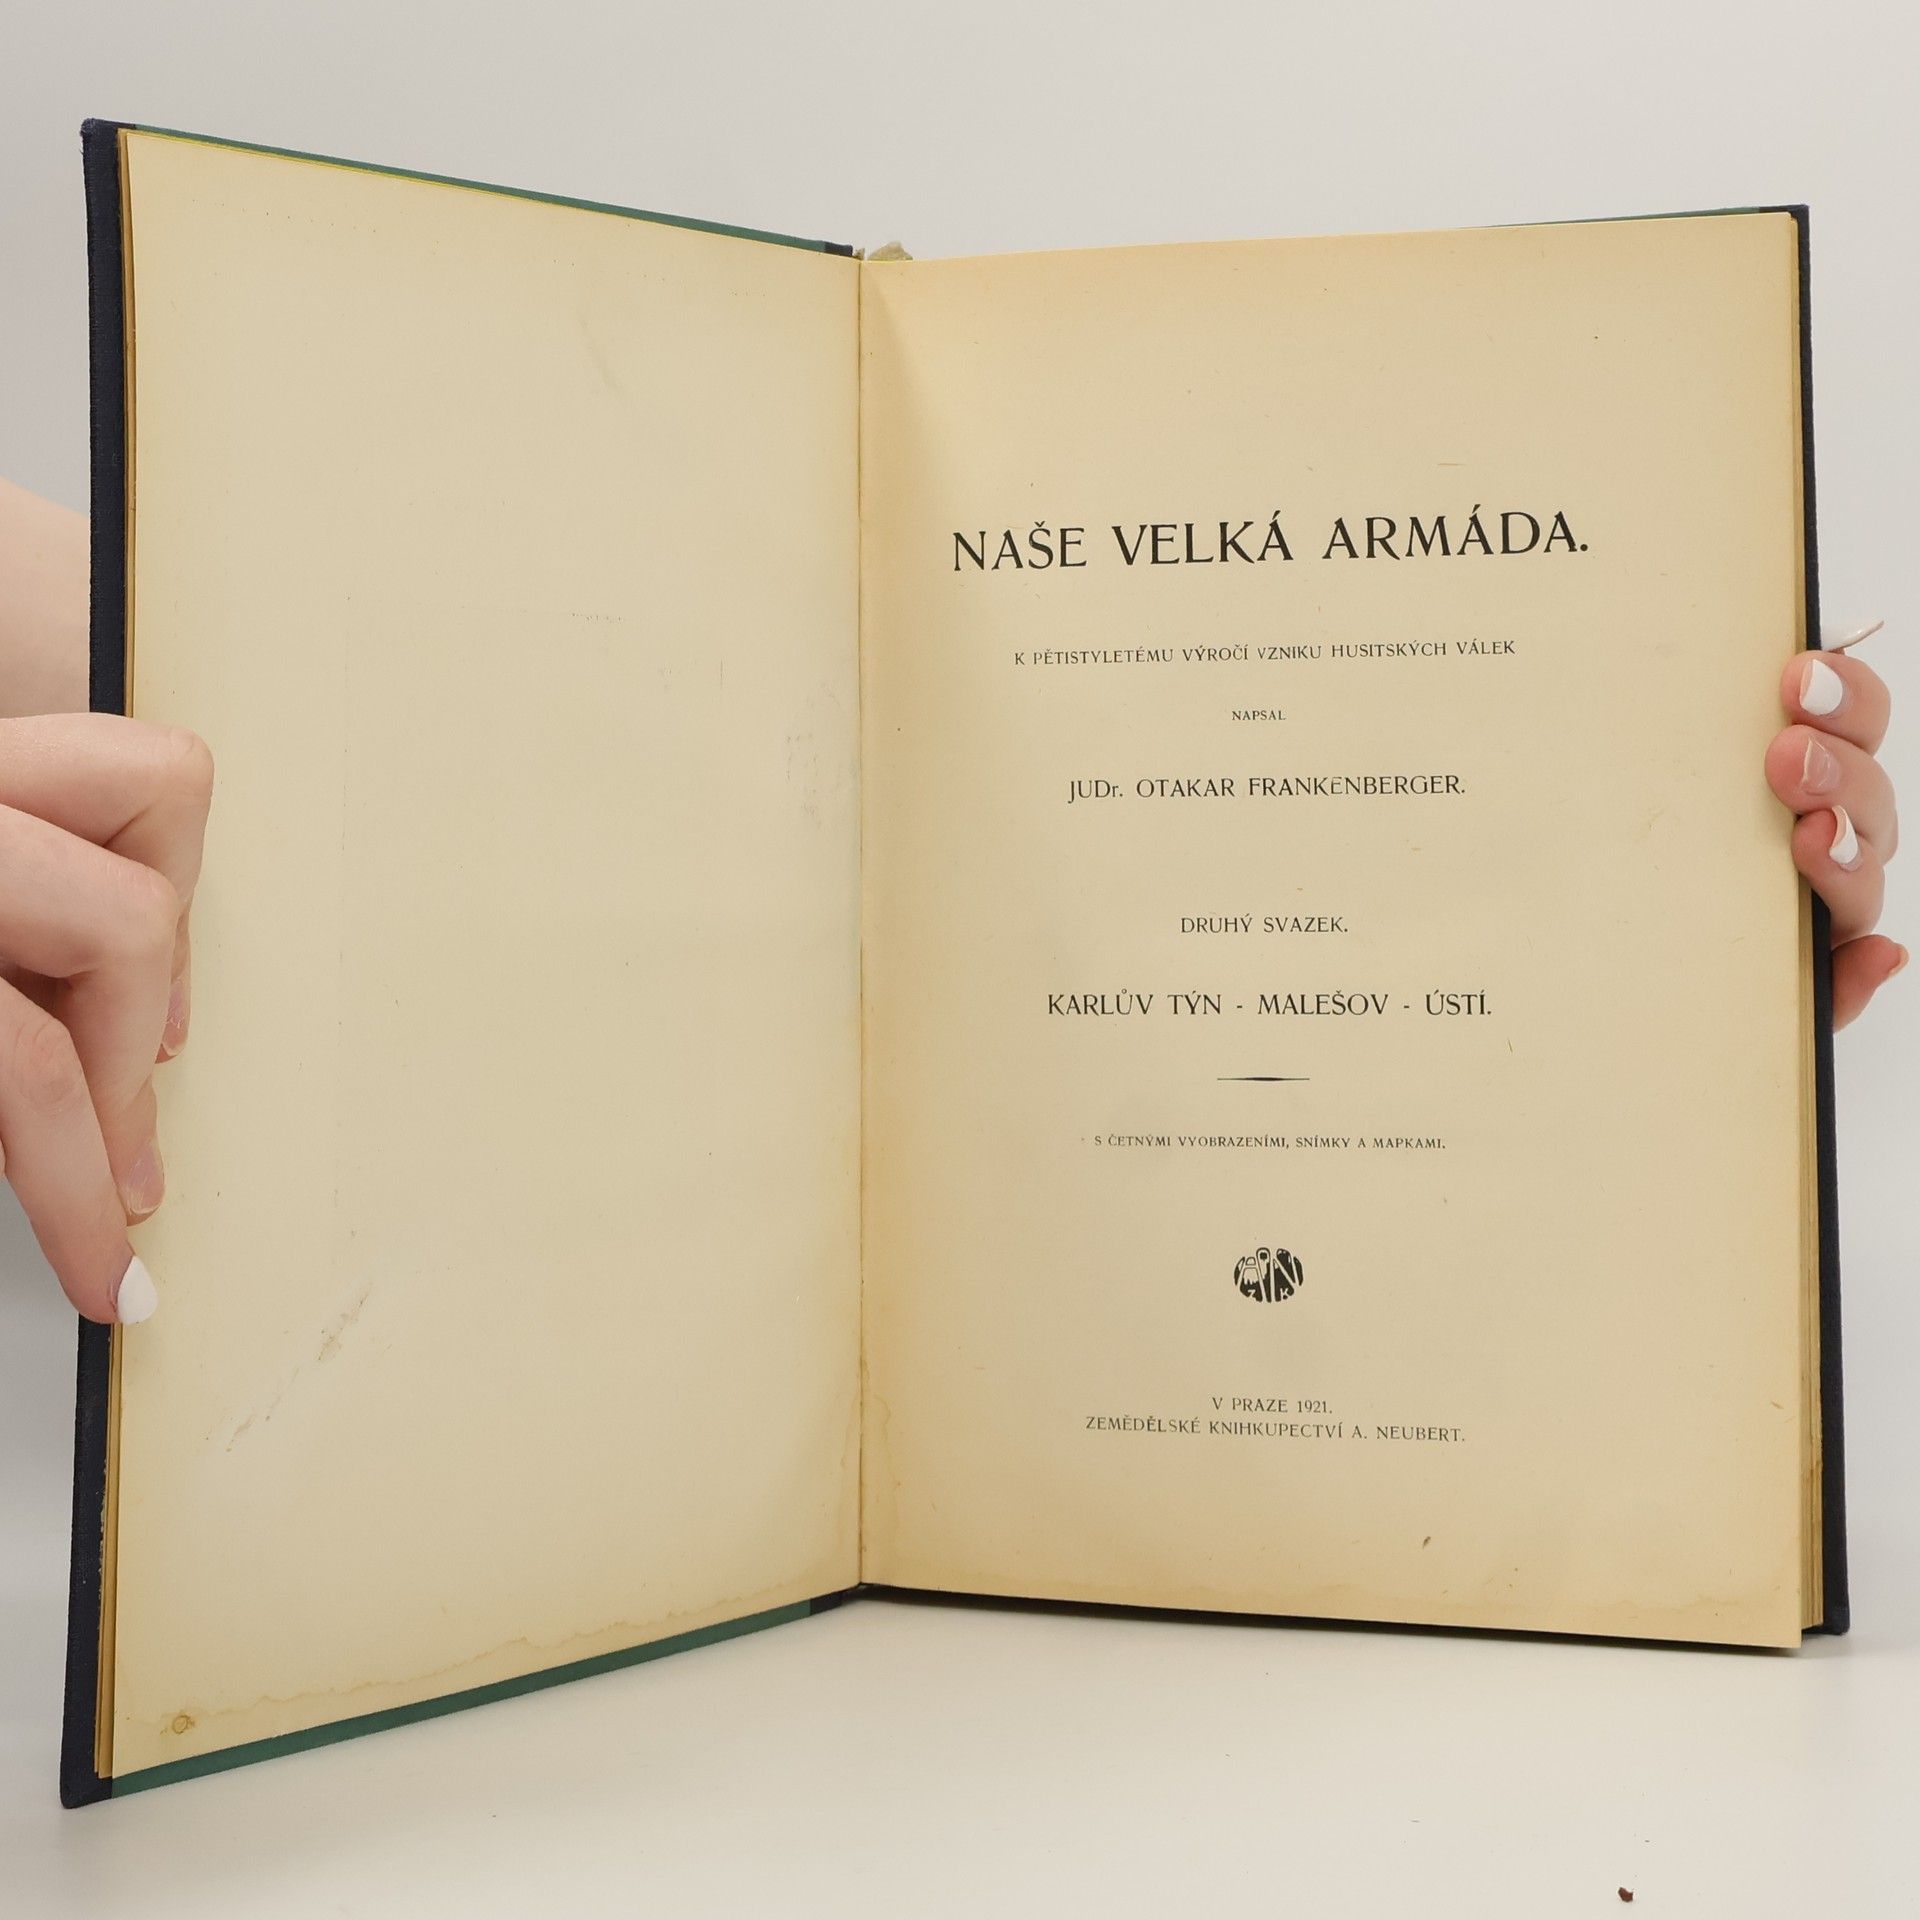 NAŠE VELKÁ ARMÁDA.
K PĚTISTYLETÉMU VÝROČÍ VZNIKU HUSITSKÝCH VÁLEK
NAPSAL
JUDr. OTAKAR FRANKENBERGER.
DRUHÝ SVAZEK.
KARLŮV TÝN - MALEŠOV - ÚSTÍ.
S ČETNÝMI VYOBRAZENÍMI, SNÍMKY A MAPKAMI.
AN
Z K
V PRAZE 1921.
ZEMĚDĚLSKÉ KNIHKUPECTVÍ A. NEUBERT.